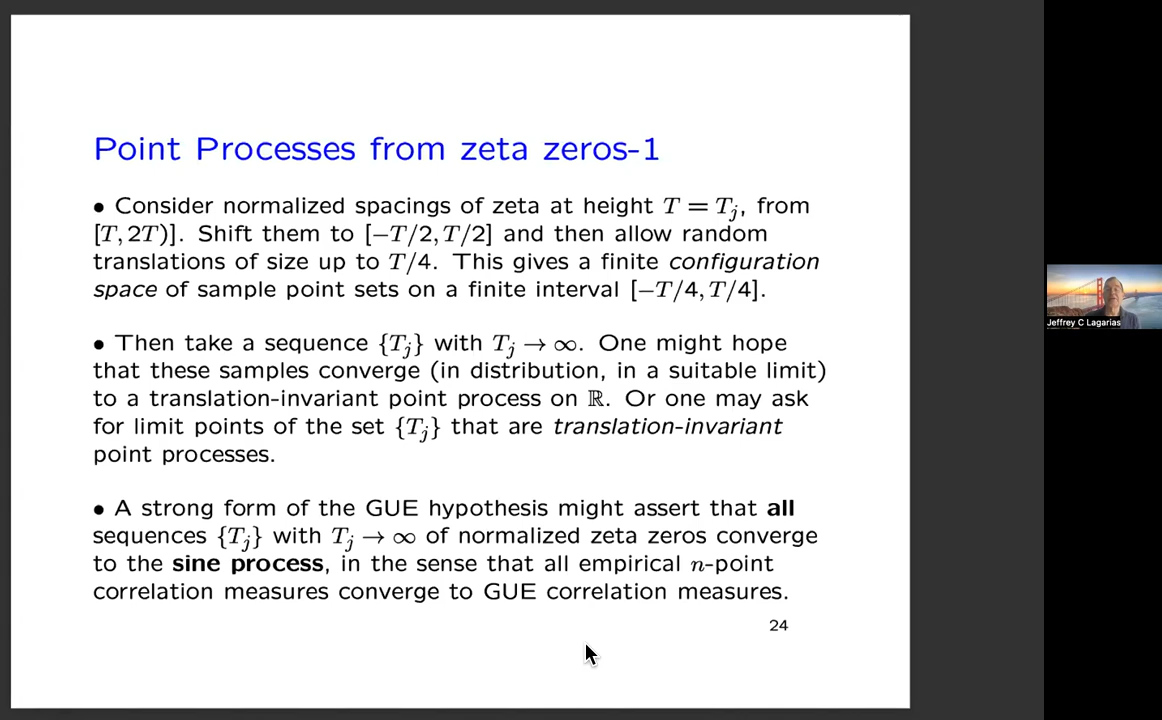 Point Processes from zeta zeros-1
• Consider normalized spacings of zeta at height T = Tⱼ, from
[T, 2T)]. Shift them to [−T/2, T/2] and then allow random
translations of size up to T/4. This gives a finite configuration
space of sample point sets on a finite interval [−T/4, T/4].
• Then take a sequence {Tⱼ} with Tⱼ → ∞. One might hope
that these samples converge (in distribution, in a suitable limit)
to a translation-invariant point process on ℝ. Or one may ask
for limit points of the set {Tⱼ} that are translation-invariant
point processes.
• A strong form of the GUE hypothesis might assert that all
sequences {Tⱼ} with Tⱼ → ∞ of normalized zeta zeros converge
to the sine process, in the sense that all empirical n-point
correlation measures converge to GUE correlation measures.
24
Jeffrey C Lagarias